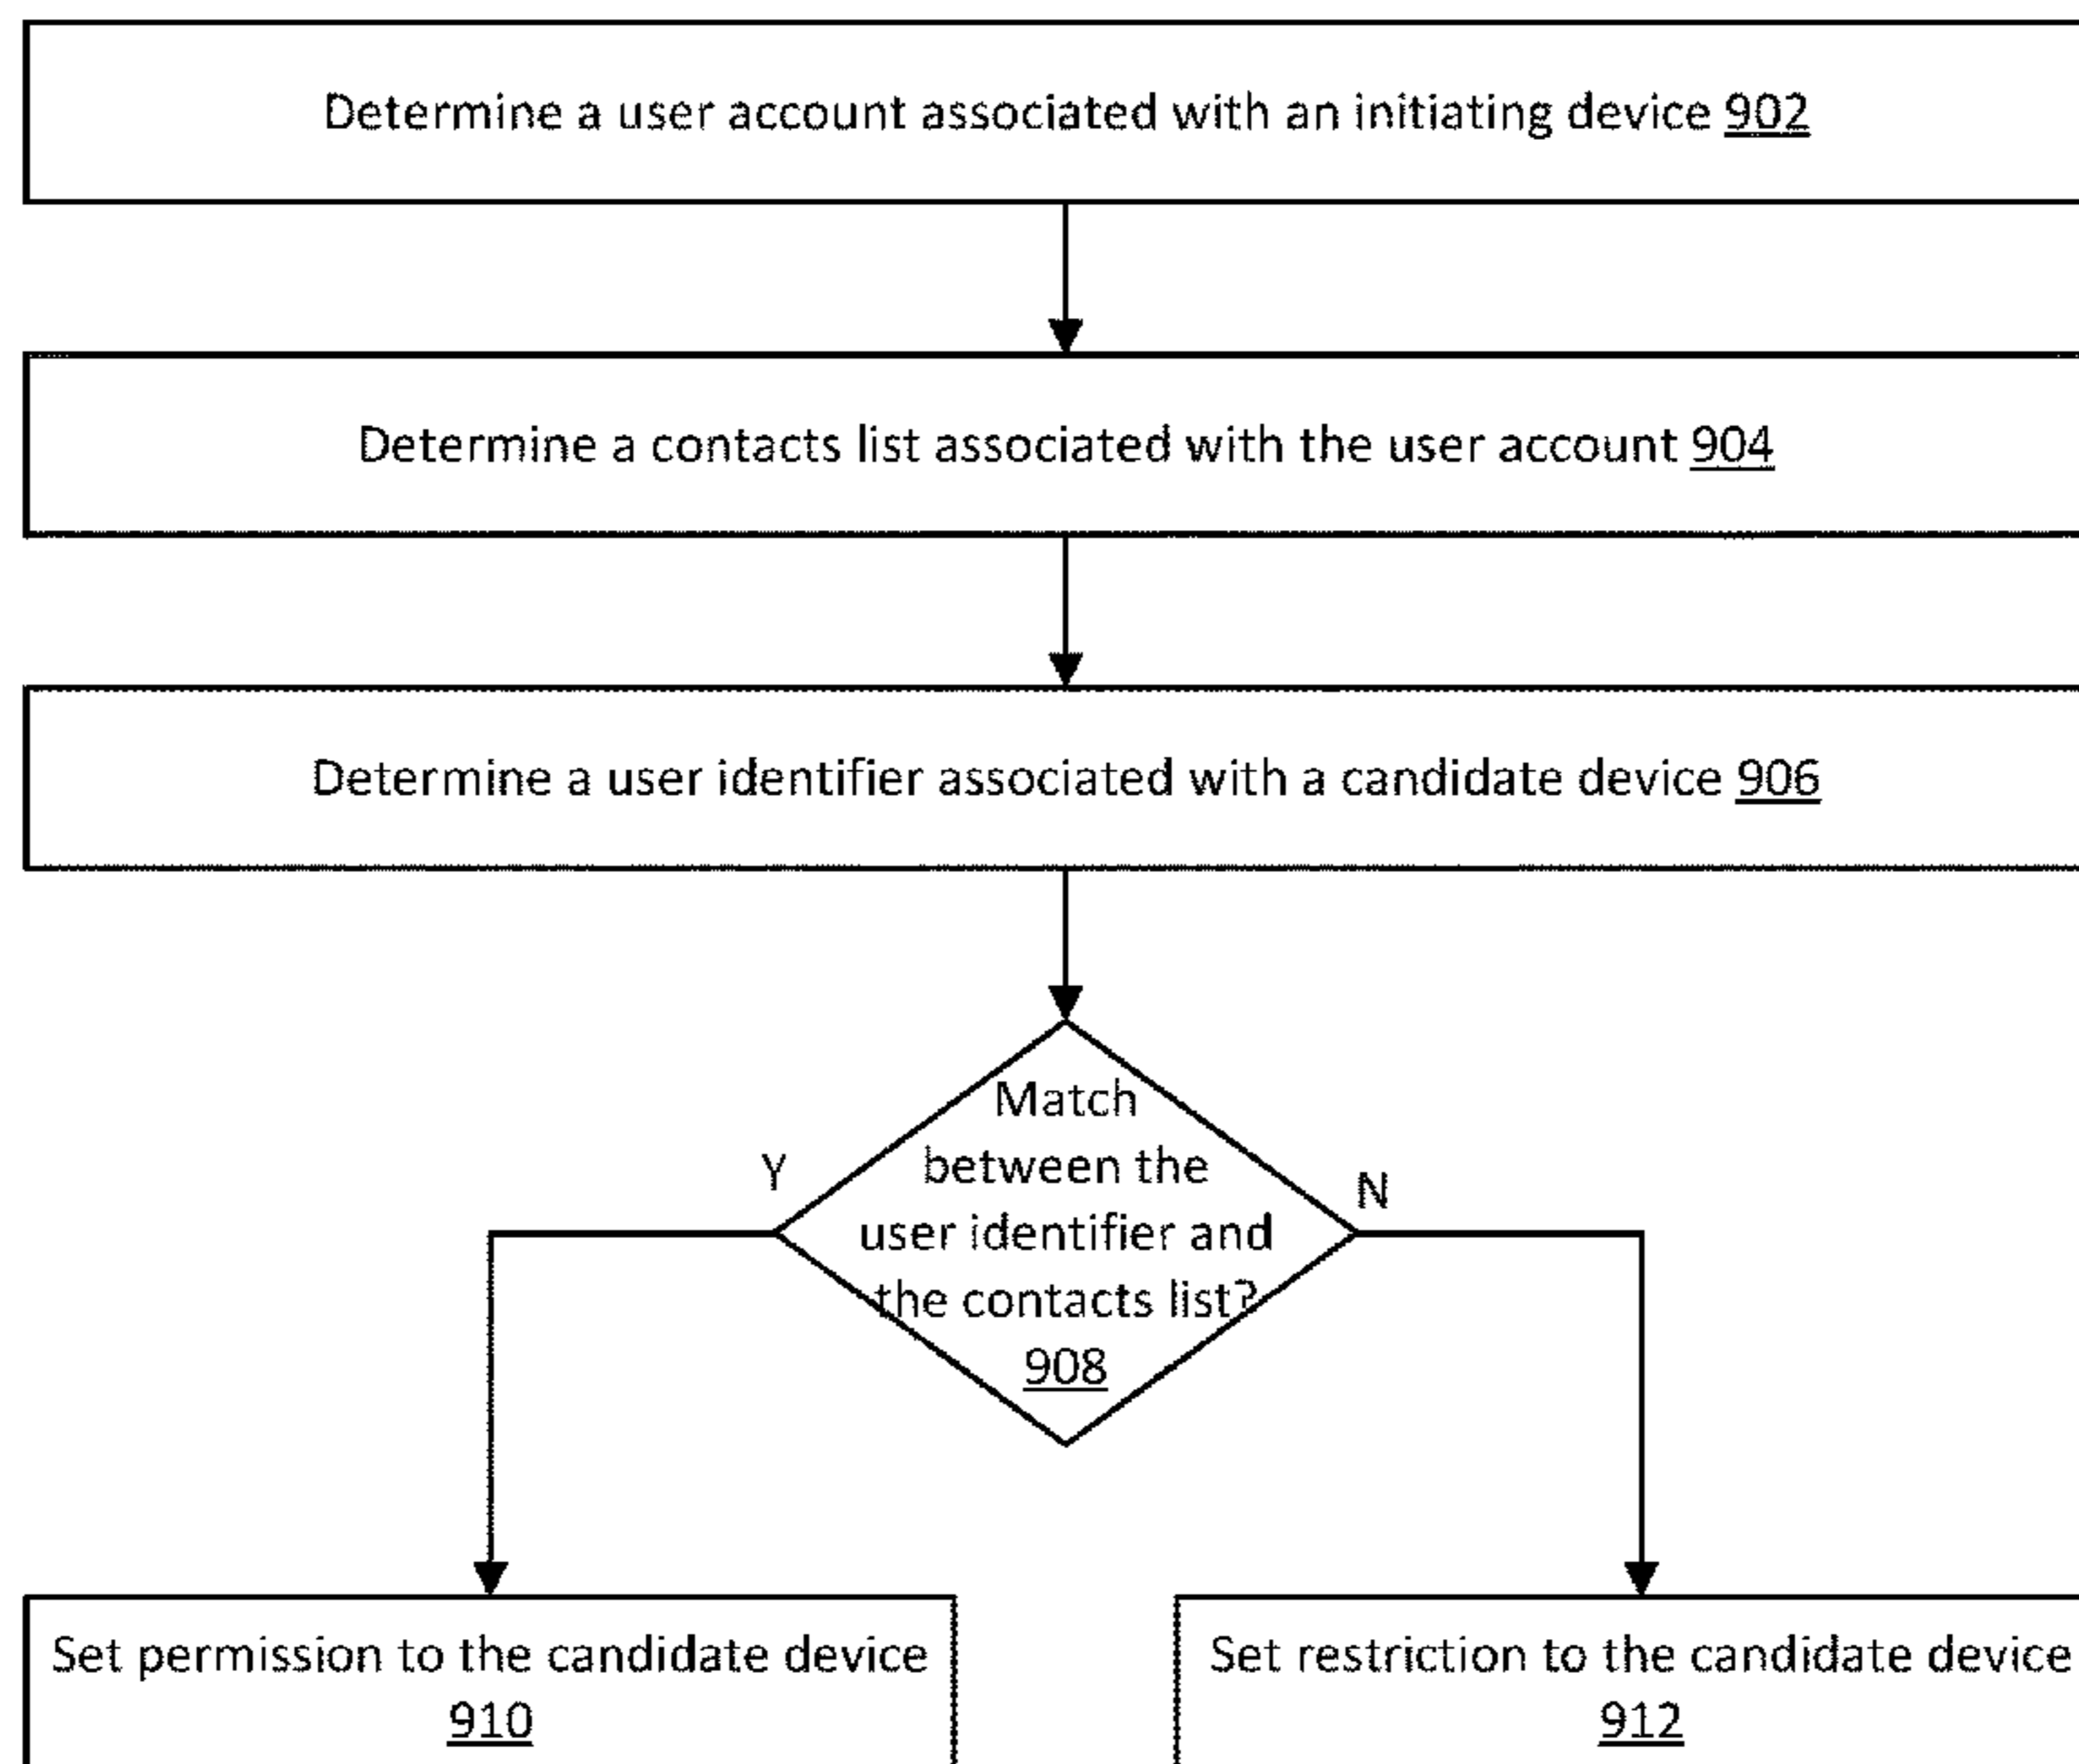 Determine a user account associated with an initiating device 902
Determine a contacts list associated with the user account 904
Determine a user identifier associated with a candidate device 906
Match
between the
user identifier and
the contacts list?
908
Y
N
Set permission to the candidate device
910
Set restriction to the candidate device
912